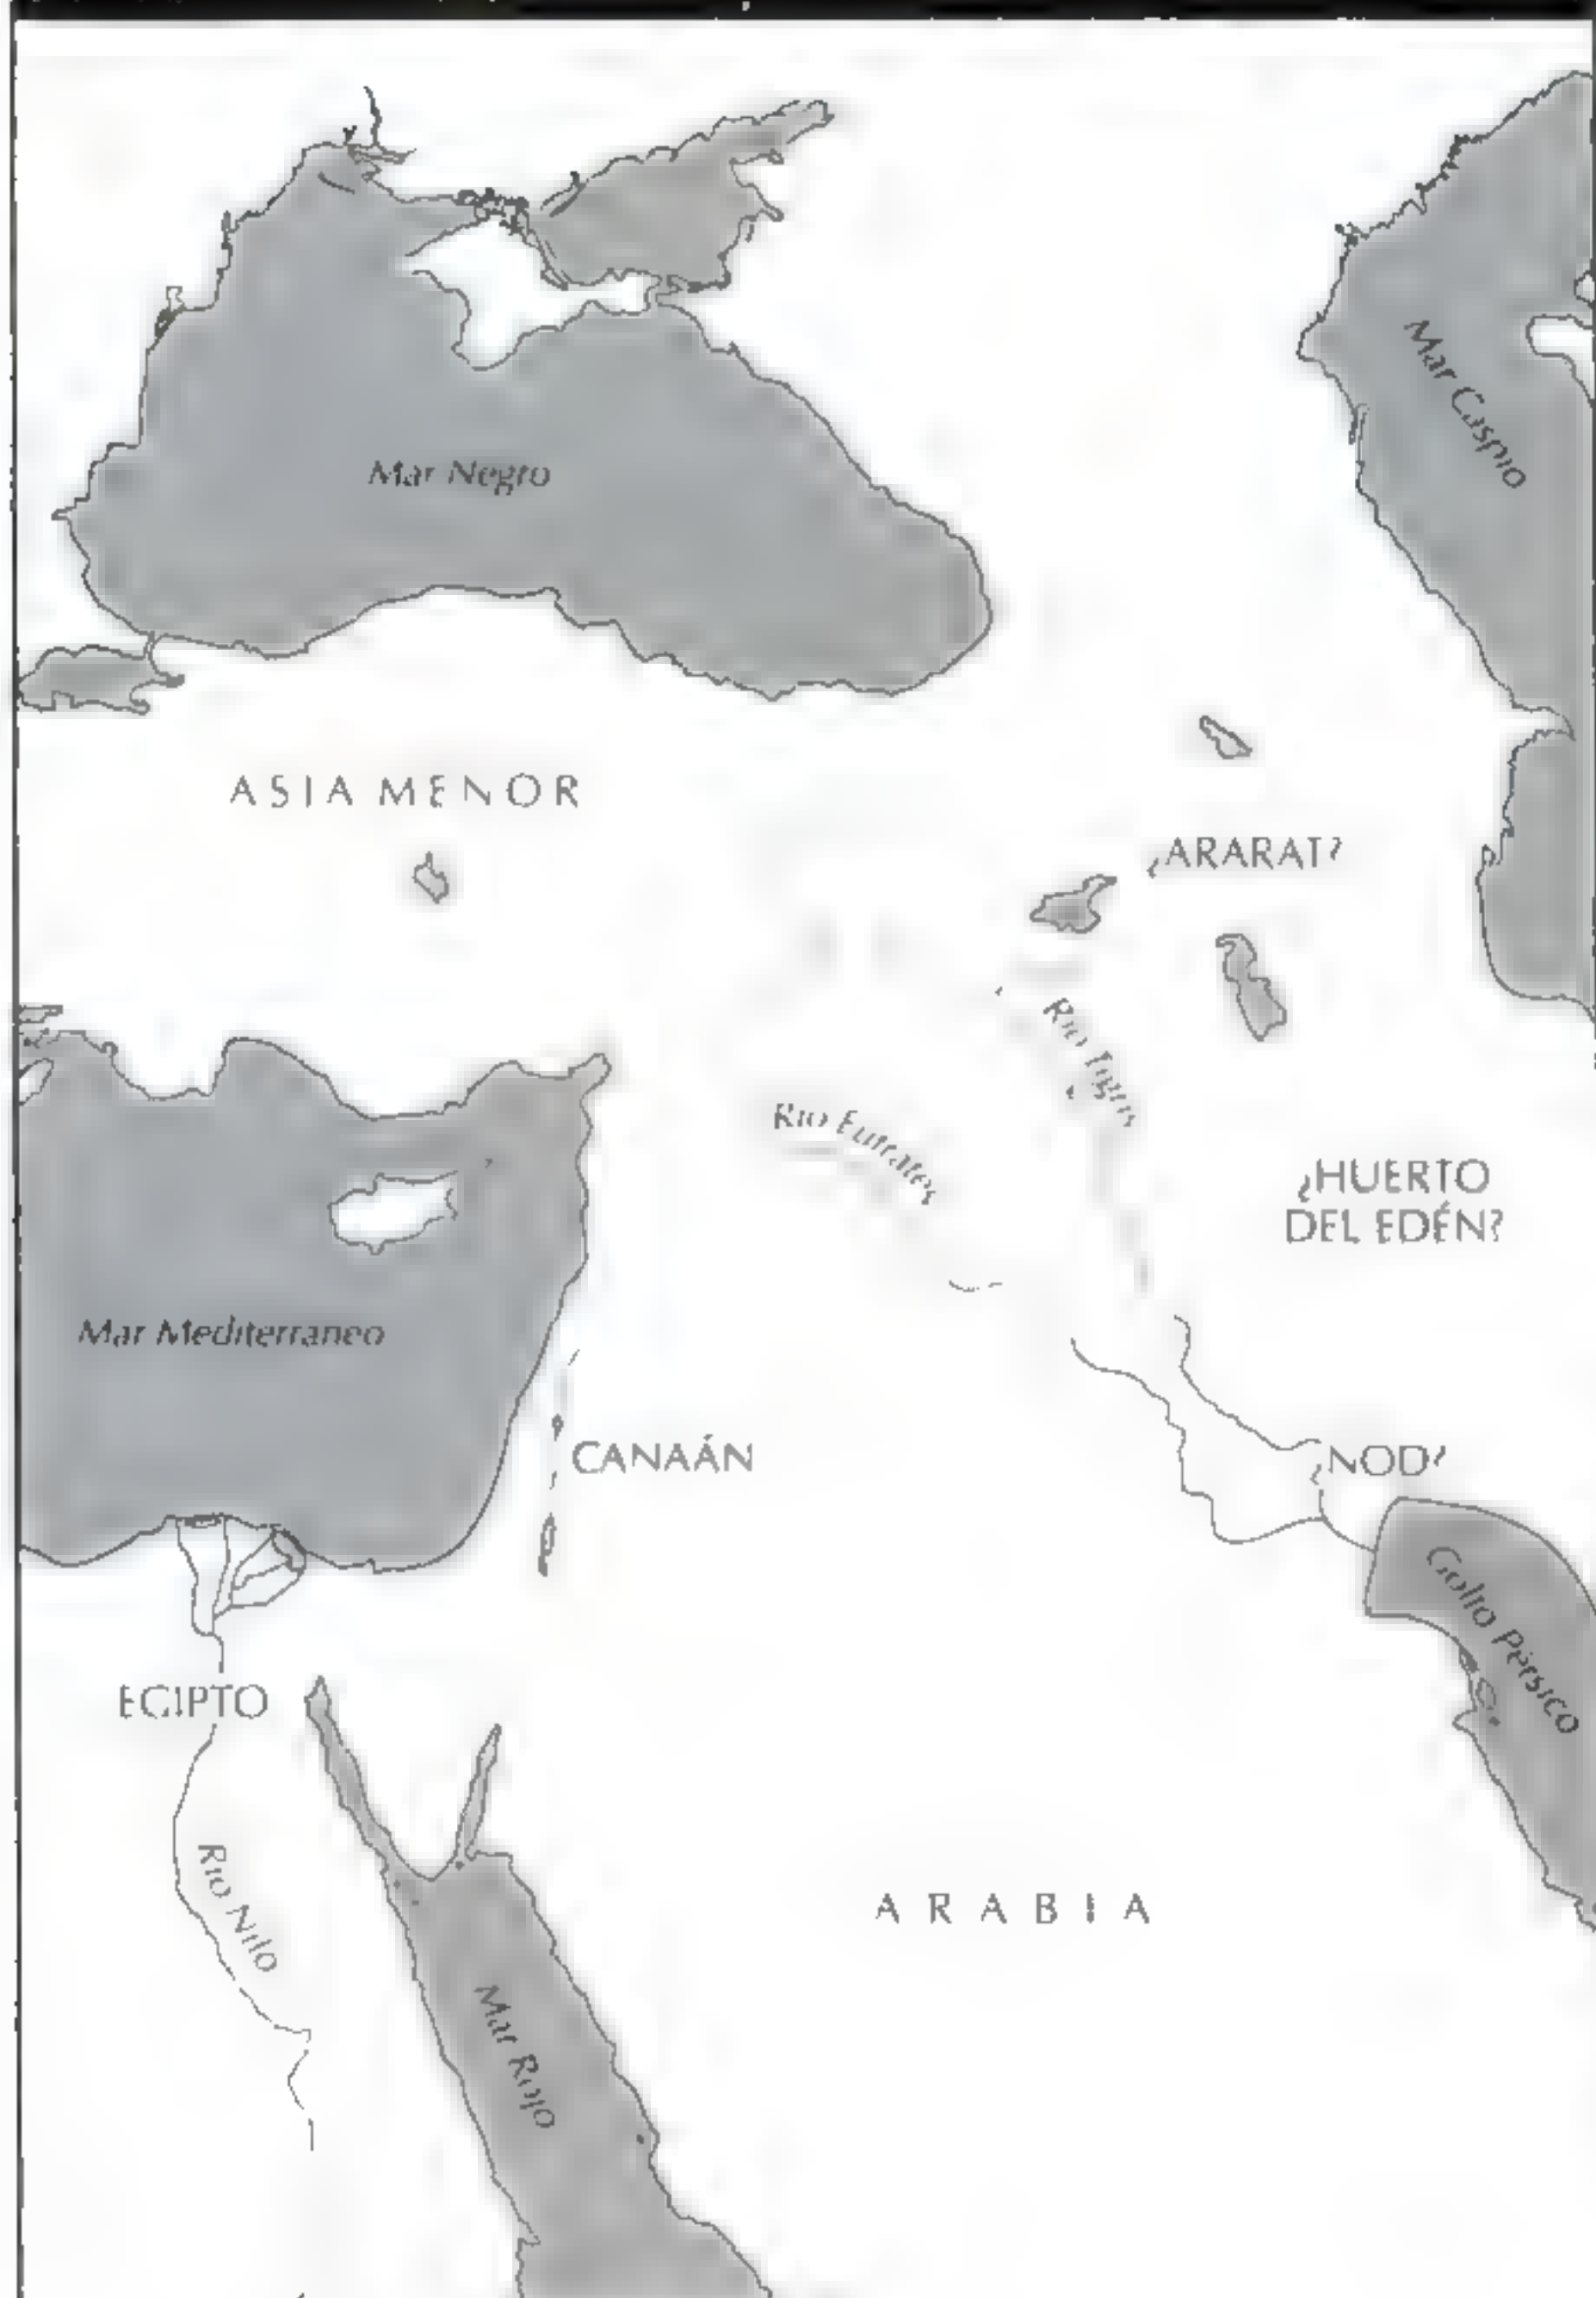 Mar Caspio
Mar Negro
ASIA MENOR
¿ARARAT?
Río Tigris
Río Eufrates
¿HUERTO
DEL EDÉN?
Mar Mediterraneo
CANAÁN
¿NOD?
Golfo Pérsico
EGIPTO
Río Nilo
ARABIA
Mar Rojo